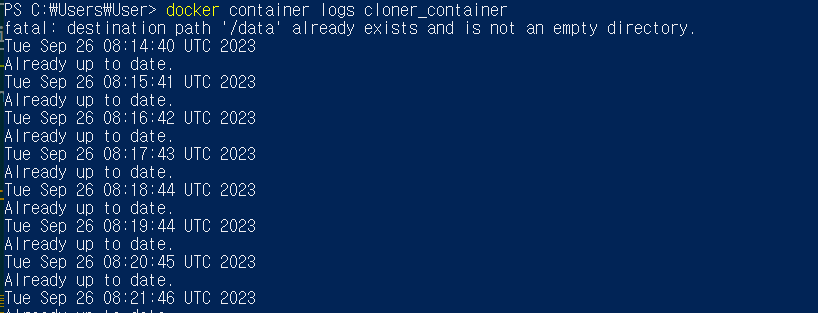 PS C:₩Users₩User> docker container logs cloner_container
fatal: destination path '/data' already exists and is not an empty directory.
Tue Sep 26 08:14:40 UTC 2023
Already up to date.
Tue Sep 26 08:15:41 UTC 2023
Already up to date.
Tue Sep 26 08:16:42 UTC 2023
Already up to date.
Tue Sep 26 08:17:43 UTC 2023
Already up to date.
Tue Sep 26 08:18:44 UTC 2023
Already up to date.
Tue Sep 26 08:19:44 UTC 2023
Already up to date.
Tue Sep 26 08:20:45 UTC 2023
Already up to date.
Tue Sep 26 08:21:46 UTC 2023
Already up to date.